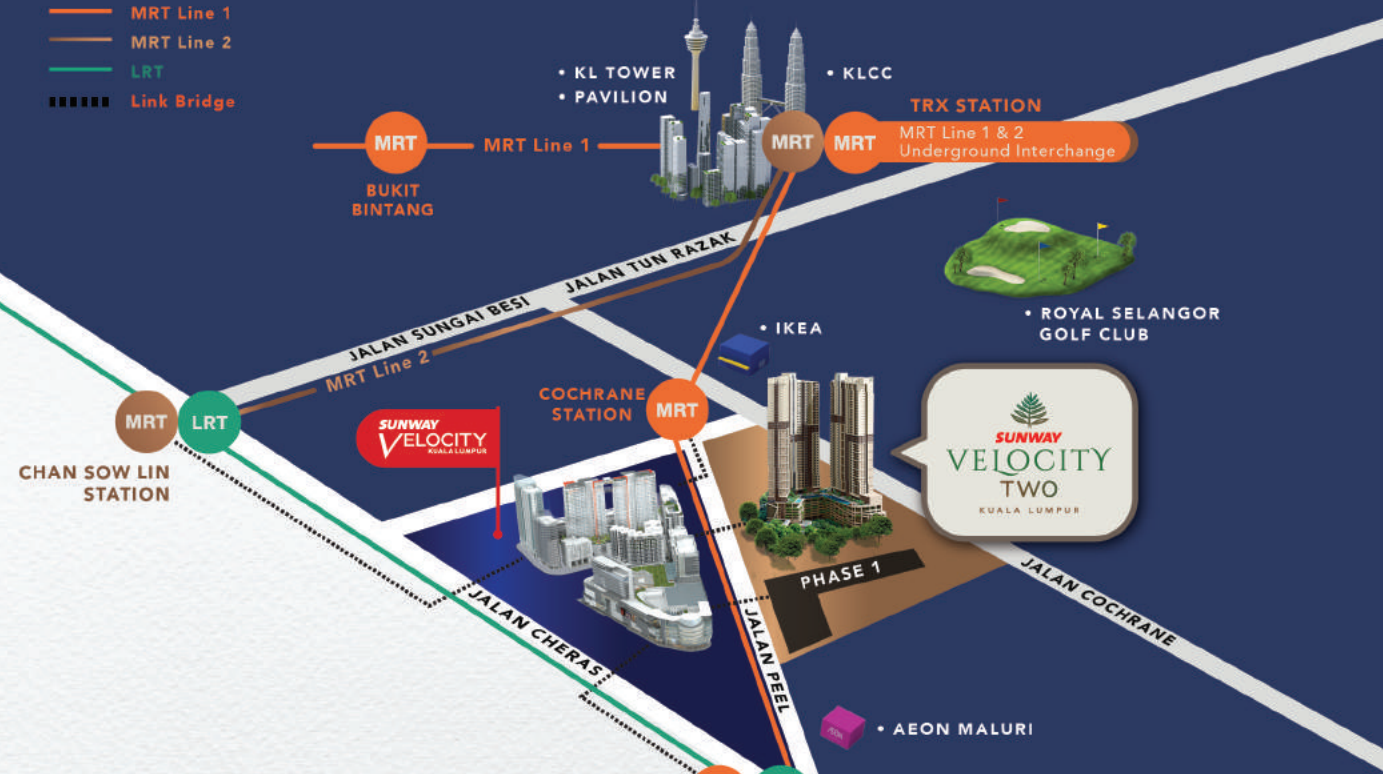 MRT Line 1
MRT Line 2
LRT
Link Bridge
• KL TOWER
• PAVILION
• KLCC
TRX STATION
MRT
MRT Line 1
MRT
MRT
MRT Line 1 & 2
Underground Interchange
BUKIT
BINTANG
JALAN TUN RAZAK
JALAN SUNGAI BESI
MRT Line 2
• ROYAL SELANGOR
GOLF CLUB
• IKEA
COCHRANE
STATION
MRT
MRT
LRT
CHAN SOW LIN
STATION
SUNWAY
VELOCITY
KUALA LUMPUR
SUNWAY
VELOCITY
TWO
KUALA LUMPUR
PHASE 1
JALAN COCHRANE
JALAN CHERAS
JALAN PEEL
AEON
• AEON MALURI